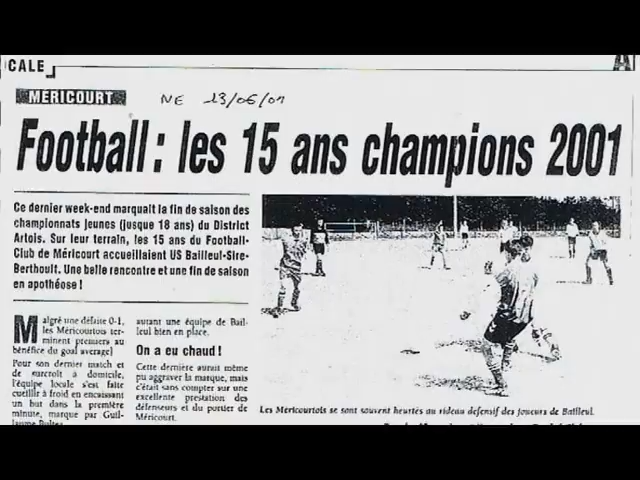 CALE
MERICOURT
NE 23/06/01
Football : les 15 ans champions 2001
Ce dernier week-end marquait la fin de saison des
championnats jeunes (jusque 18 ans) du District
Artois. Sur leur terrain, les 15 ans du Football-
Club de Méricourt accueillaient US Bailleul-Sire-
Berthoult. Une belle rencontre et une fin de saison
en apothéose !
Malgré une défaite 0-1,
les Méricourtois ter-
minent premiers au
bénéfice du goal average!
Pour son dernier match et
de surcroît à domicile,
l'équipe locale s'est faite
cueillir à froid en encaissant
un but dans la première
minute, marque par Guil-
autant une équipe de Bail-
leul bien en place.
On a eu chaud !
Cette dernière aurait même
pu aggraver la marque, mais
c'était sans compter sur une
excellente prestation des
défenseurs et du portier de
Méricourt.
Les Mericourtois se sont souvent heurtés au rideau défensif des joueurs de Bailleul.